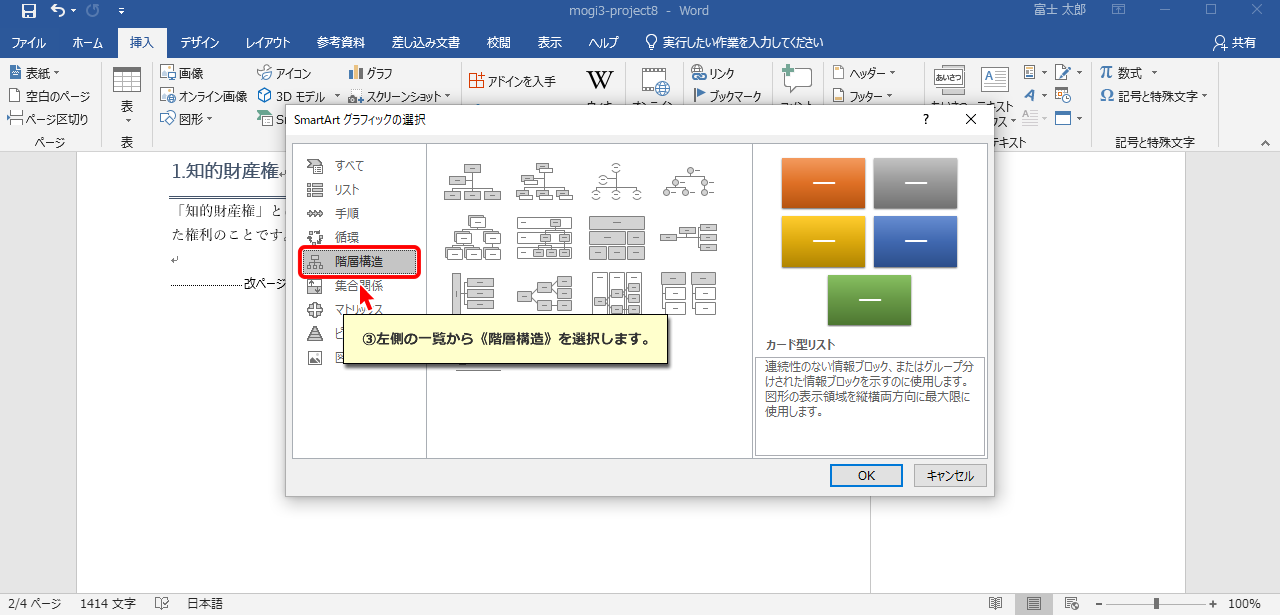 mogi3-project8 - Word
富士 太郎
ファイル
ホーム
挿入
デザイン
レイアウト
参考資料
差し込み文書
校閲
表示
ヘルプ
実行したい作業を入力してください
共有
表紙
空白のページ
ページ区切り
ページ
表
表
画像
オンライン画像
図形
アイコン
3D モデル
グラフ
スクリーンショット
アドインを入手
W
リンク
ブックマーク
ヘッダー
フッター
あいさつ
A
数式
記号と特殊文字
記号と特殊文字
SmartArt グラフィックの選択
?
すべて
リスト
手順
循環
階層構造
集合関係
マトリックス
③左側の一覧から《階層構造》を選択します。
カード型リスト
連続性のない情報ブロック、またはグループ分
けされた情報ブロックを示すのに使用します。
図形の表示領域を縦横両方向に最大限に
使用します。
OK
キャンセル
1.知的財産権
「知的財産権」と
た権利のことです。
改ページ
2/4 ページ
1414 文字
日本語
100%